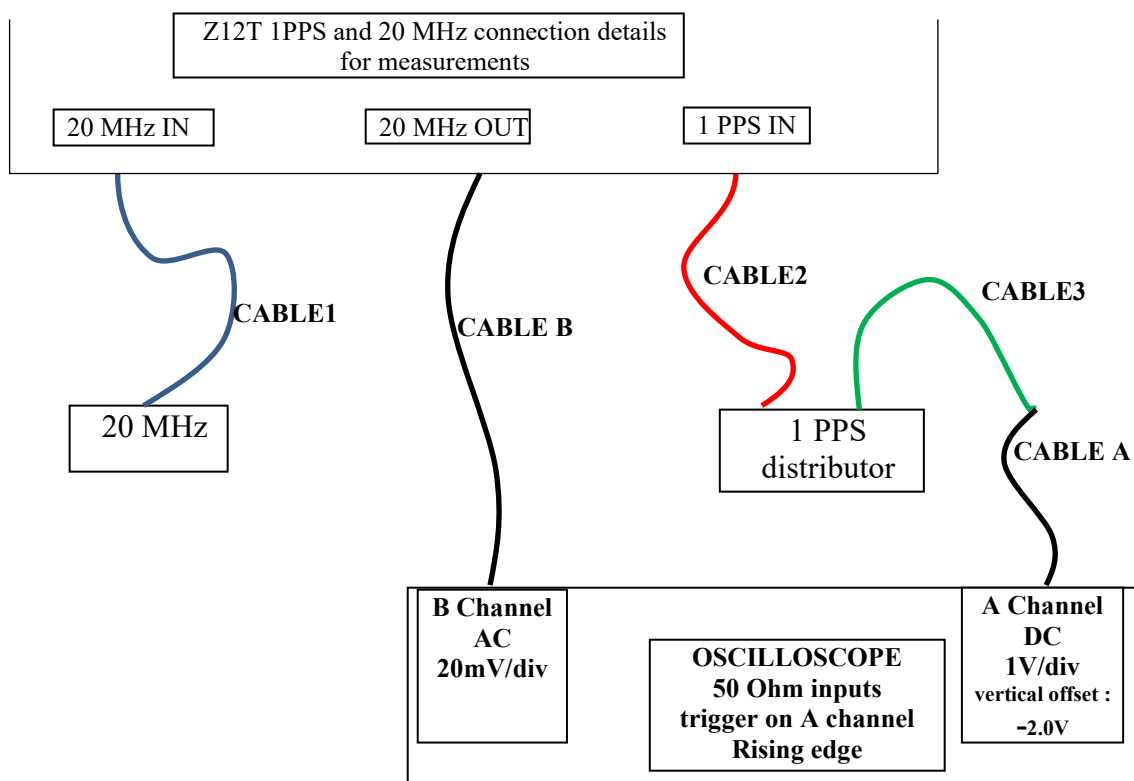 Z12T 1PPS and 20 MHz connection details
for measurements
20 MHz IN
20 MHz OUT
1 PPS IN
CABLE1
CABLE B
CABLE2
CABLE3
20 MHz
1 PPS
distributor
CABLE A
B Channel
AC
20mV/div
OSCILLOSCOPE
50 Ohm inputs
trigger on A channel
Rising edge
A Channel
DC
1V/div
vertical offset :
−2.0V